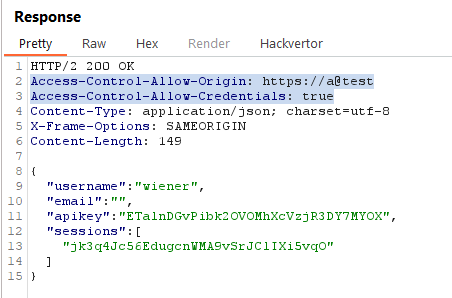 Response
Pretty Raw Hex Render Hackvertor
1 HTTP/2 200 OK
2 Access-Control-Allow-Origin: https://a@test
3 Access-Control-Allow-Credentials: true
4 Content-Type: application/json; charset=utf-8
5 X-Frame-Options: SAMEORIGIN
6 Content-Length: 149
7
8 {
9 "username":"wiener",
10 "email":"",
11 "apikey":"ETalnDGvPibk2OVOMhXcVzjR3DY7MYOX",
12 "sessions":[
13 "jk3q4Jc56EdugcnWMA9vSrJClIXi5vqO"
14 ]
15 }